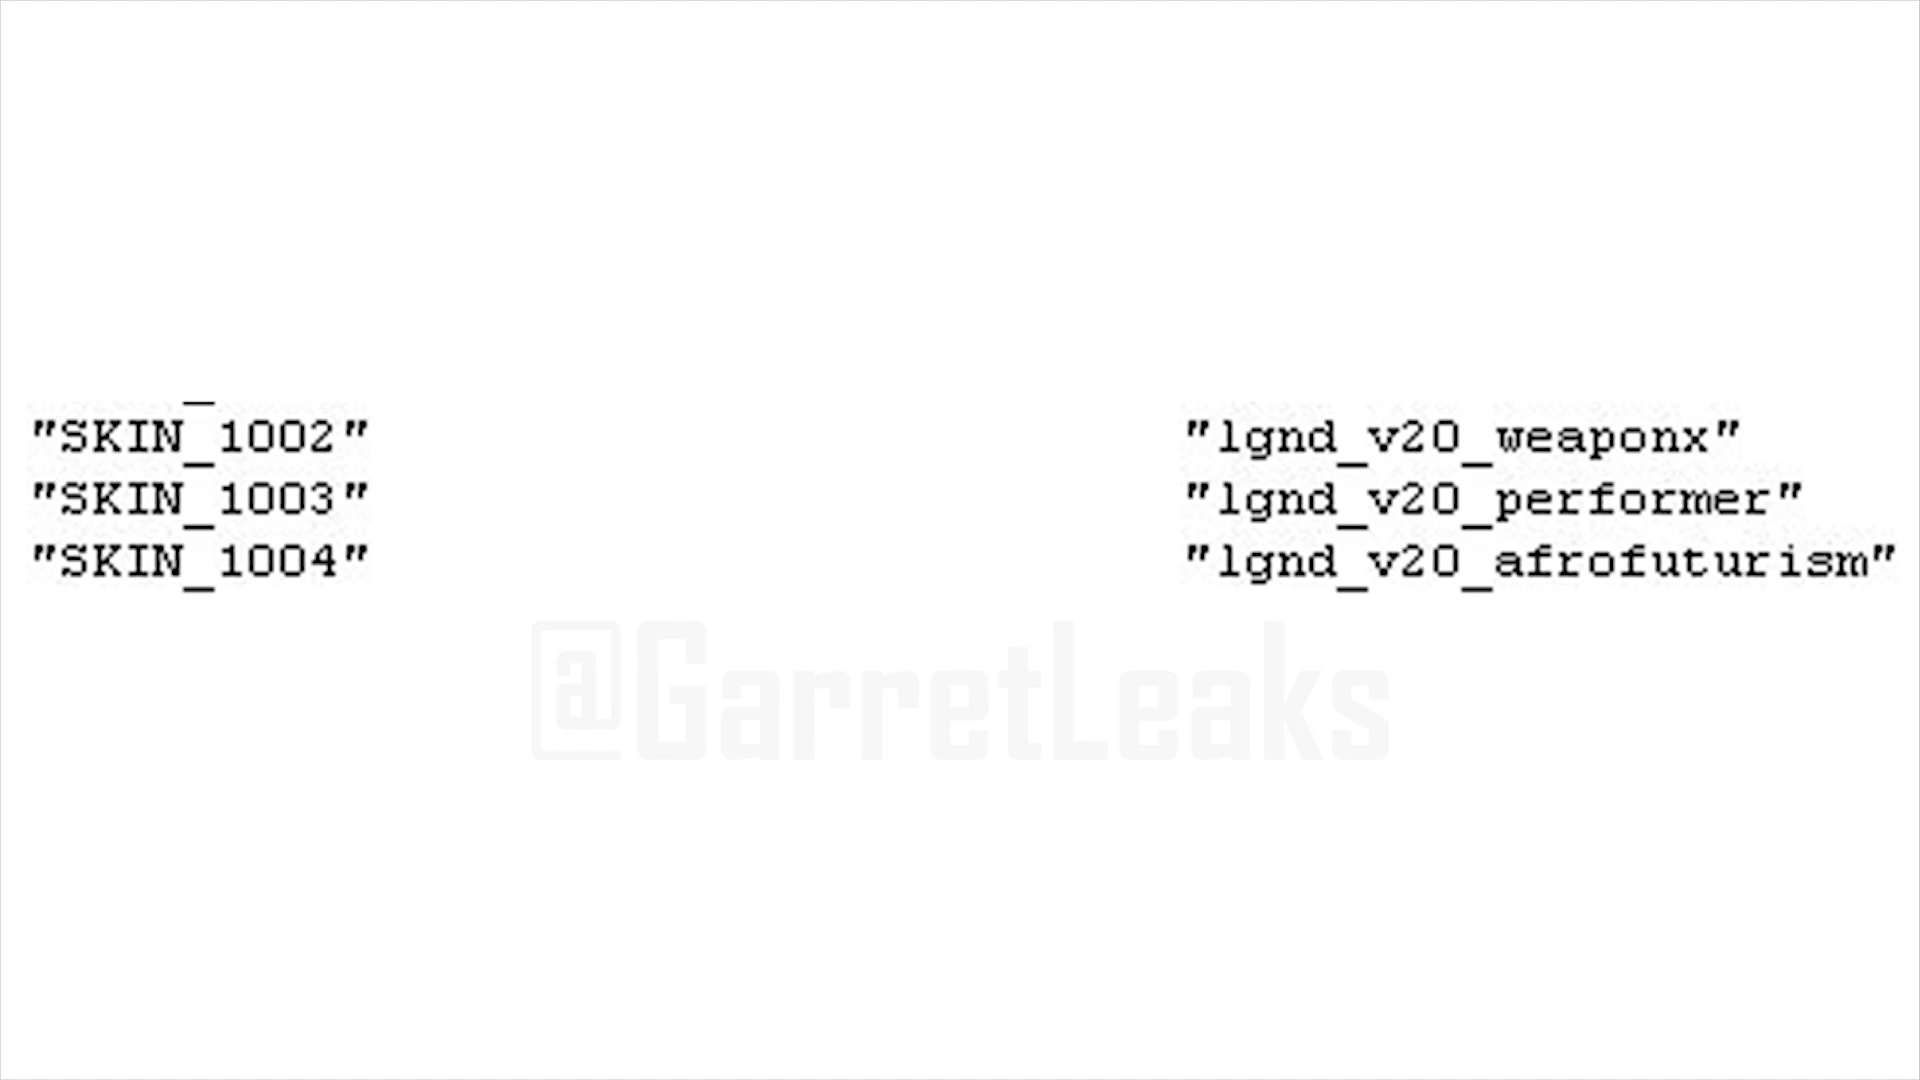 "SKIN_1002" "lgnd_v20_weaponx"
"SKIN_1003" "lgnd_v20_performer"
"SKIN_1004" "lgnd_v20_afrofuturism"
@GarretLeaks